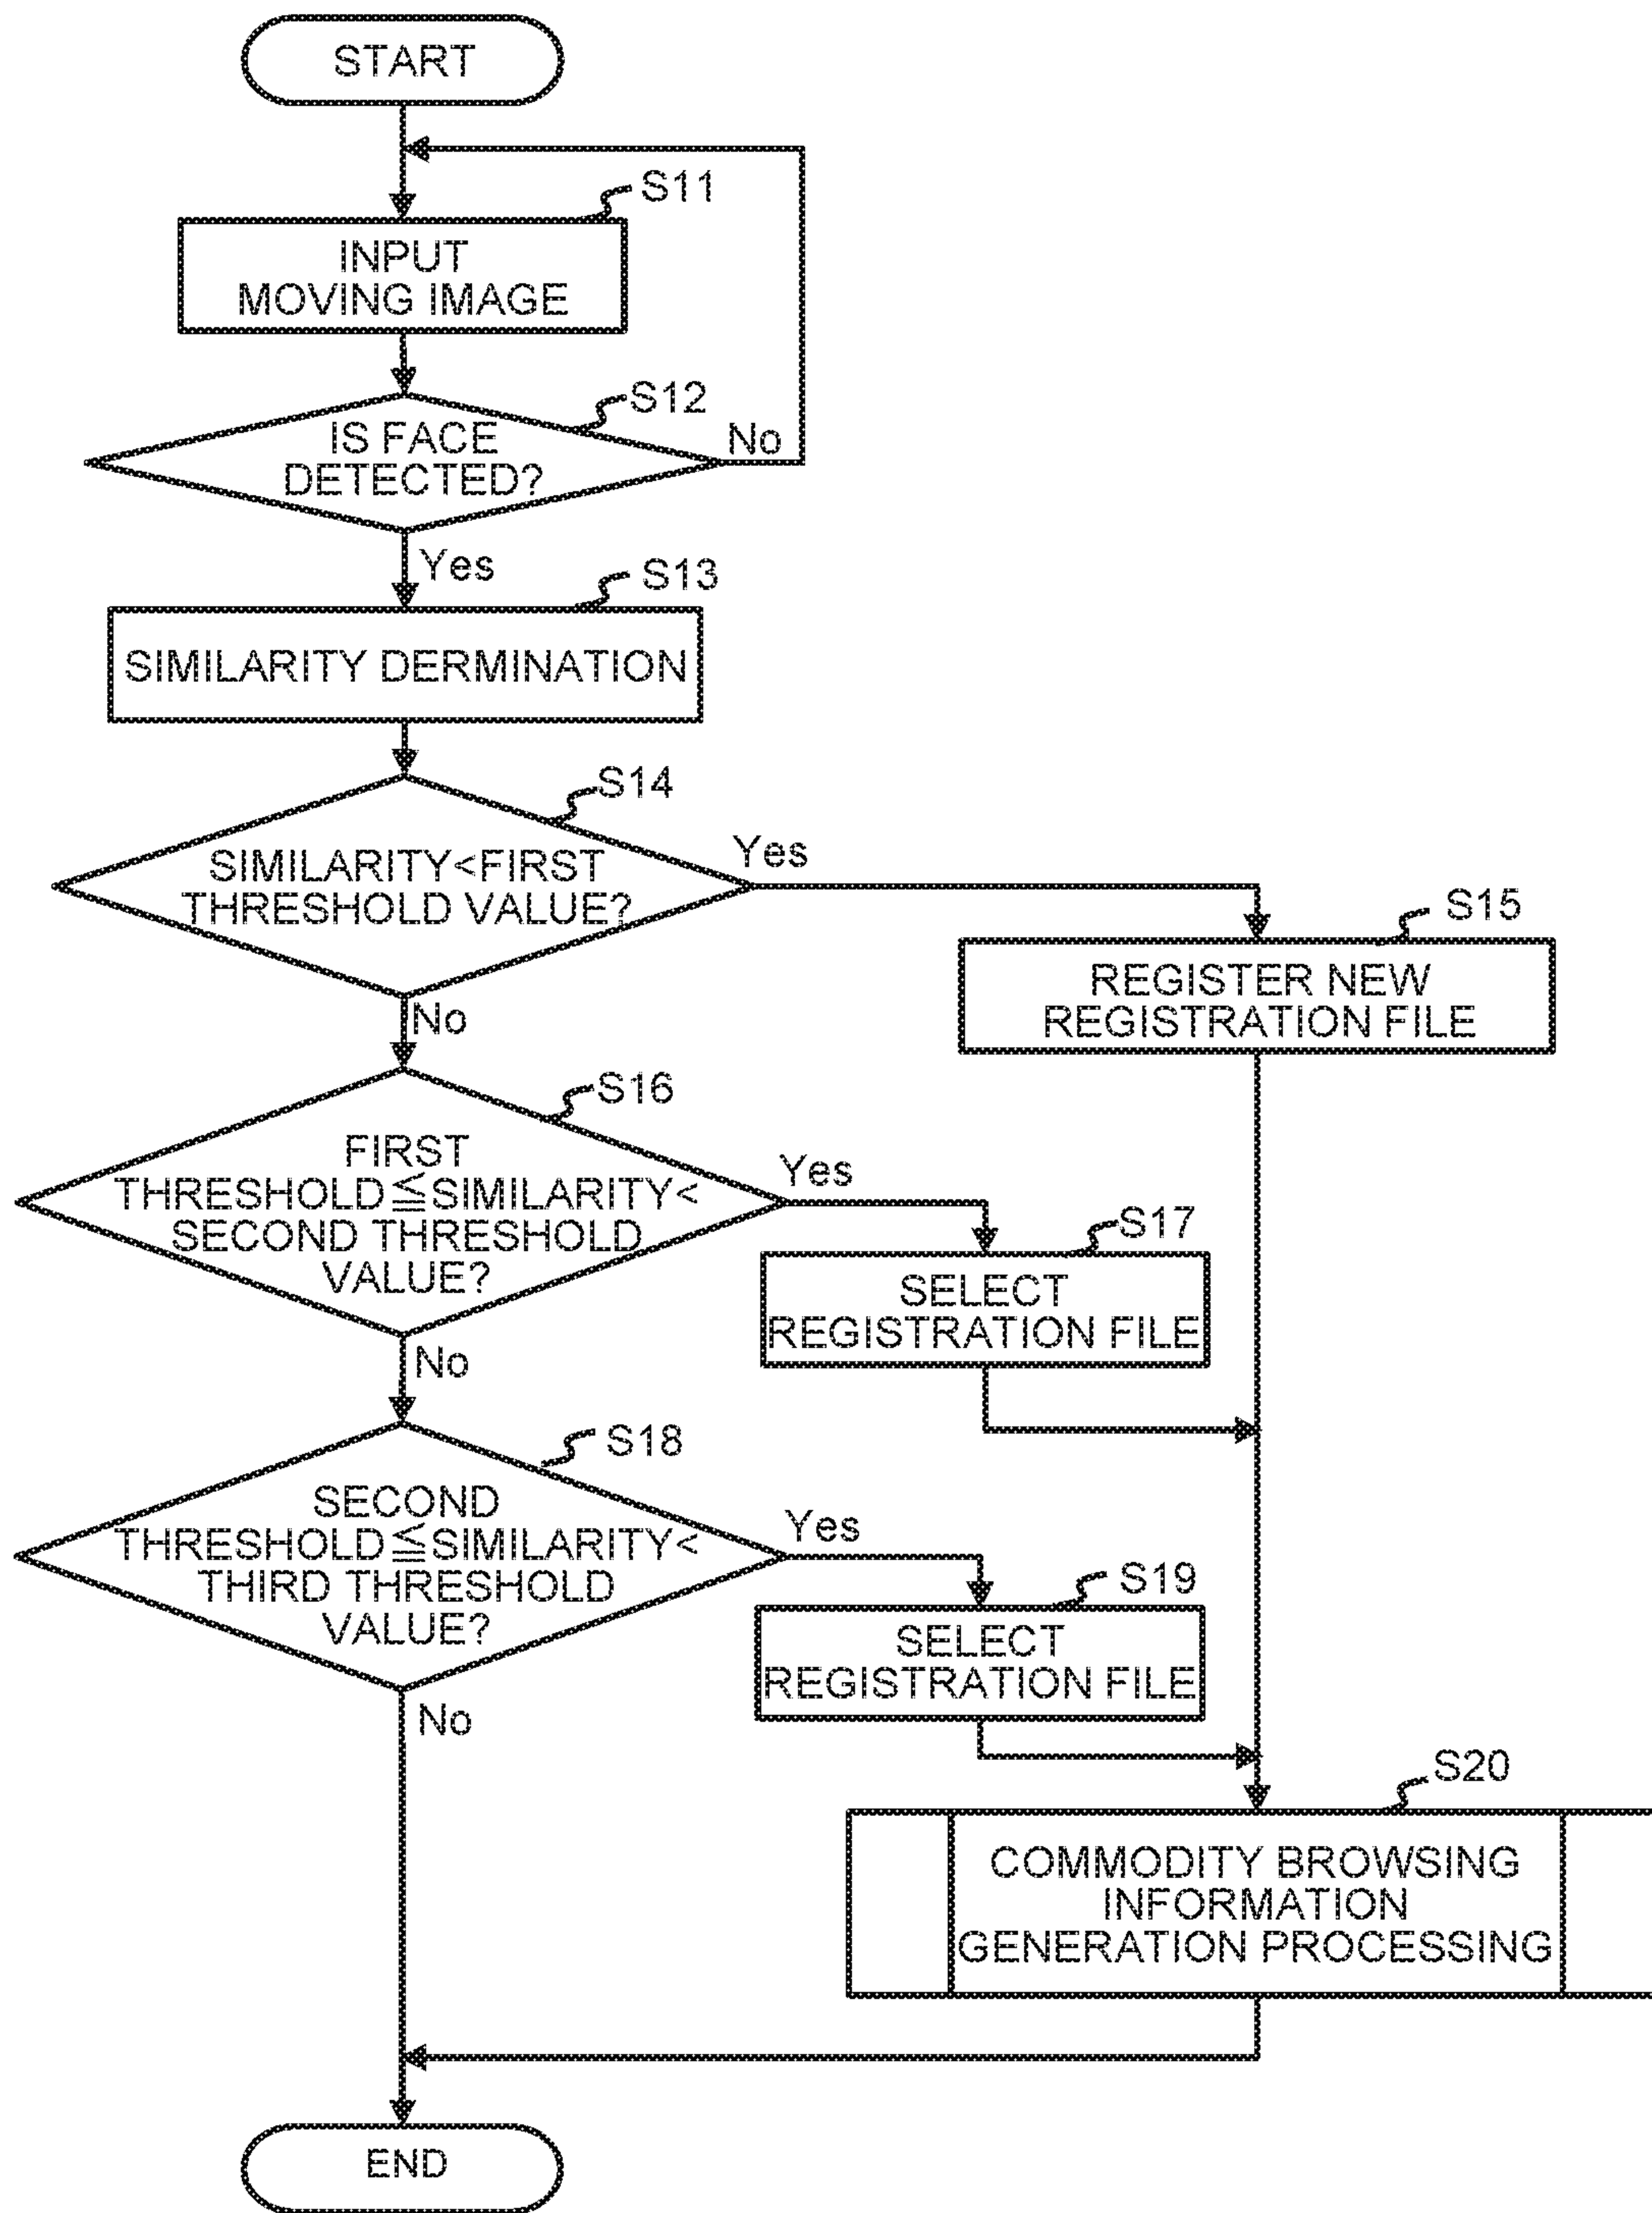 START
S11
INPUT
MOVING IMAGE
S12
IS FACE
DETECTED?
No
Yes
S13
SIMILARITY DERMINATION
S14
SIMILARITY<FIRST
THRESHOLD VALUE?
Yes
No
S15
REGISTER NEW
REGISTRATION FILE
S16
FIRST
THRESHOLD≦SIMILARITY<
SECOND THRESHOLD
VALUE?
Yes
No
S17
SELECT
REGISTRATION FILE
S18
SECOND
THRESHOLD≦SIMILARITY<
THIRD THRESHOLD
VALUE?
Yes
No
S19
SELECT
REGISTRATION FILE
S20
COMMODITY BROWSING
INFORMATION
GENERATION PROCESSING
END